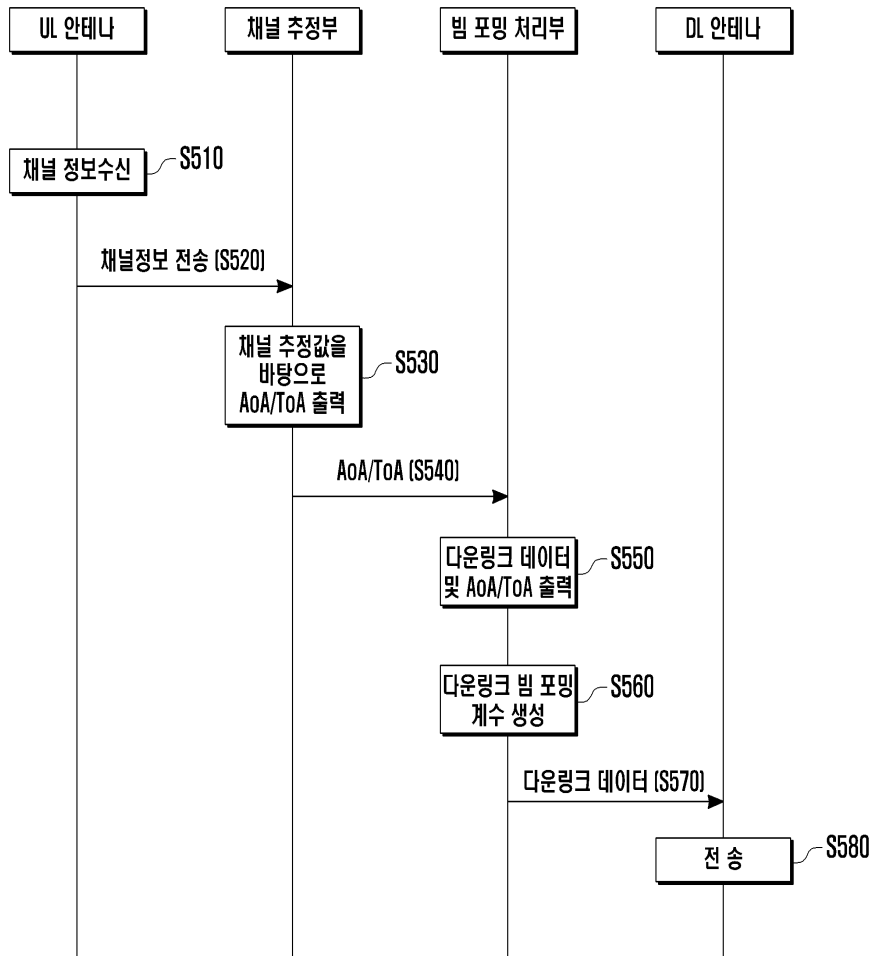 UL 안테나
채널 추정부
빔 포밍 처리부
DL 안테나
채널 정보수신
S510
채널정보 전송 (S520)
채널 추정값을
바탕으로
AoA/ToA 출력
S530
AoA/ToA (S540)
다운링크 데이터
및 AoA/ToA 출력
S550
다운링크 빔 포밍
계수 생성
S560
다운링크 데이터 (S570)
전 송
S580